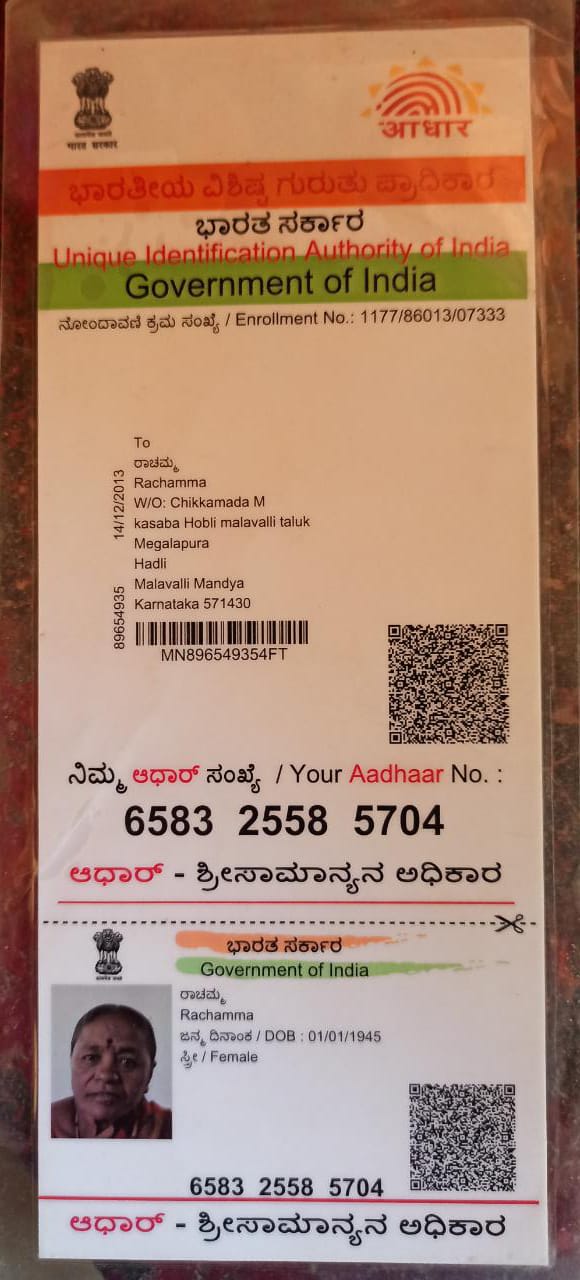 भारत सरकार
आधार
ಭಾರತೀಯ ವಿಶಿಷ್ಟ ಗುರುತು ಪ್ರಾಧಿಕಾರ
ಭಾರತ ಸರ್ಕಾರ
Unique Identification Authority of India
Government of India
ನೋಂದಾವಣಿ ಕ್ರಮ ಸಂಖ್ಯೆ / Enrollment No.: 1177/86013/07333
To
ರಾಚಮ್ಮ
Rachamma
W/O: Chikkamada M
kasaba Hobli malavalli taluk
Megalapura
Hadli
Malavalli Mandya
Karnataka 571430
14/12/2013
89654935
MN896549354FT
ನಿಮ್ಮ ಆಧಾರ್ ಸಂಖ್ಯೆ / Your Aadhaar No. :
6583 2558 5704
ಆಧಾರ್ - ಶ್ರೀಸಾಮಾನ್ಯನ ಅಧಿಕಾರ
ಭಾರತ ಸರ್ಕಾರ
Government of India
ರಾಚಮ್ಮ
Rachamma
ಜನ್ಮ ದಿನಾಂಕ / DOB : 01/01/1945
ಸ್ತ್ರೀ / Female
6583 2558 5704
ಆಧಾರ್ - ಶ್ರೀಸಾಮಾನ್ಯನ ಅಧಿಕಾರ